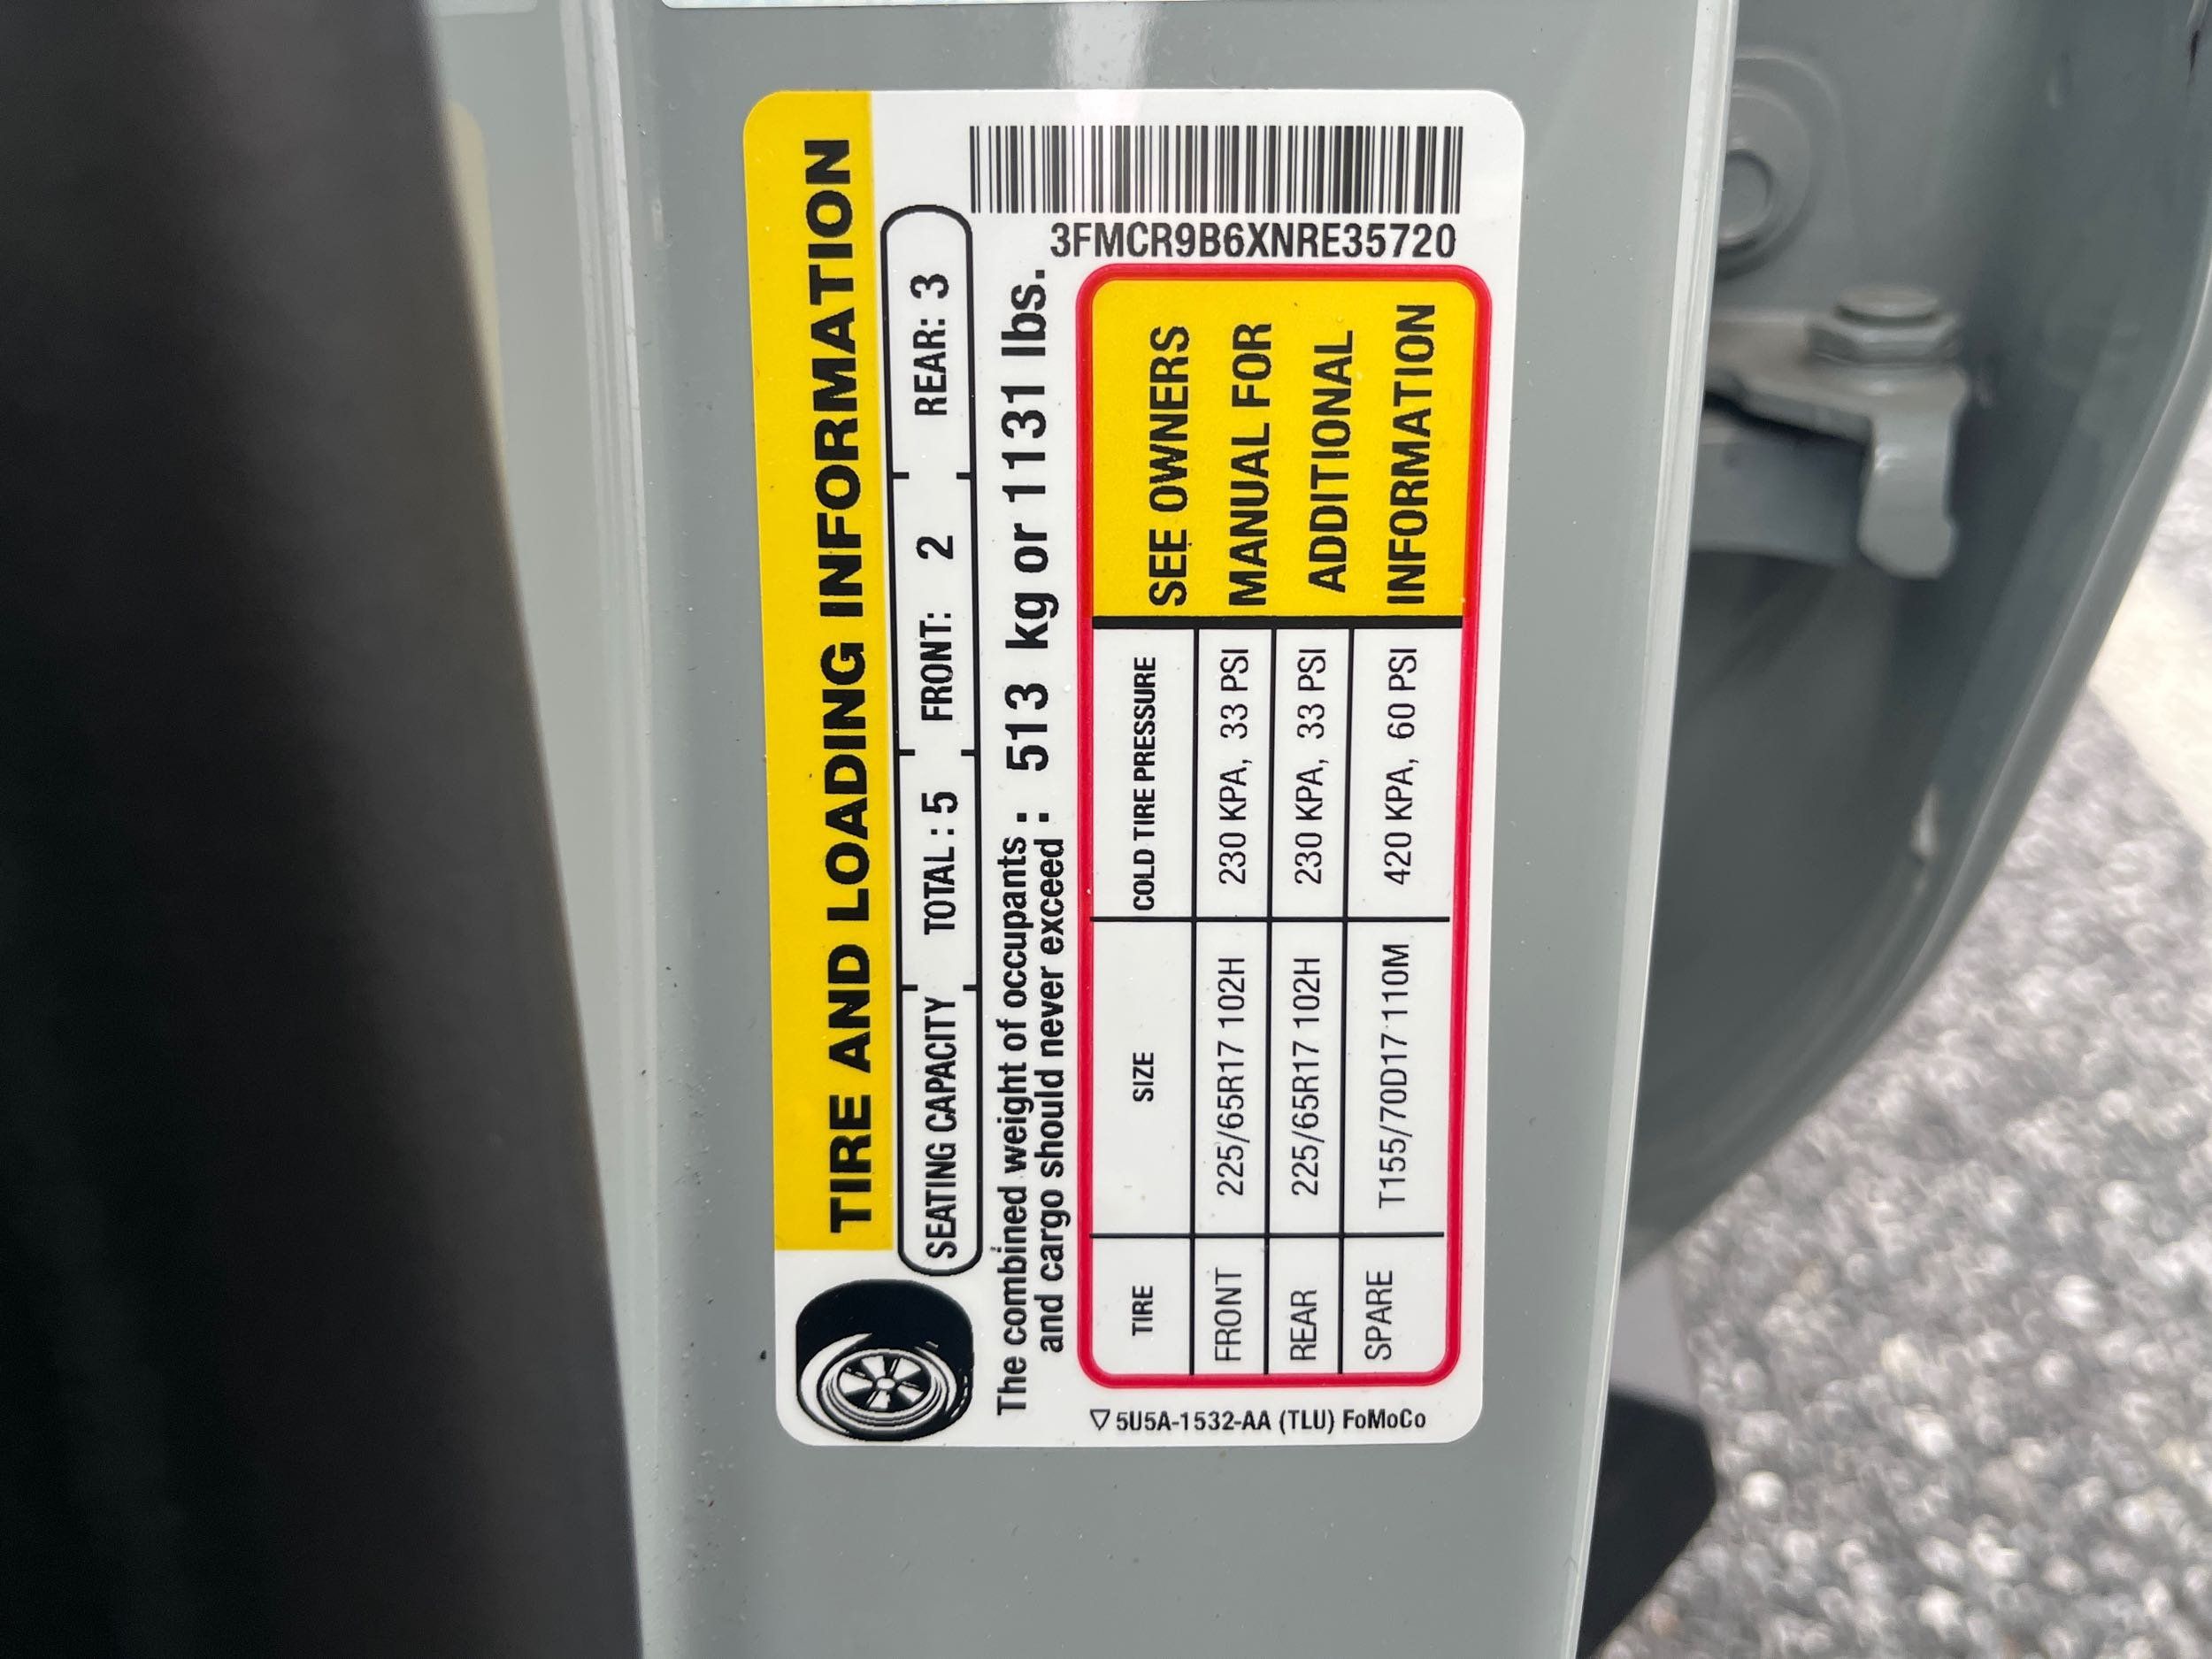 TIRE AND LOADING INFORMATION
SEATING CAPACITY TOTAL : 5 FRONT: 2 REAR: 3
The combined weight of occupants
and cargo should never exceed : 513 kg or 1131 lbs.
3FMCR9B6XNRE35720
TIRE SIZE COLD TIRE PRESSURE
FRONT 225/65R17 102H 230 KPA, 33 PSI
REAR 225/65R17 102H 230 KPA, 33 PSI
SPARE T155/70D17 110M 420 KPA, 60 PSI
SEE OWNERS
MANUAL FOR
ADDITIONAL
INFORMATION
5U5A-1532-AA (TLU) FoMoCo